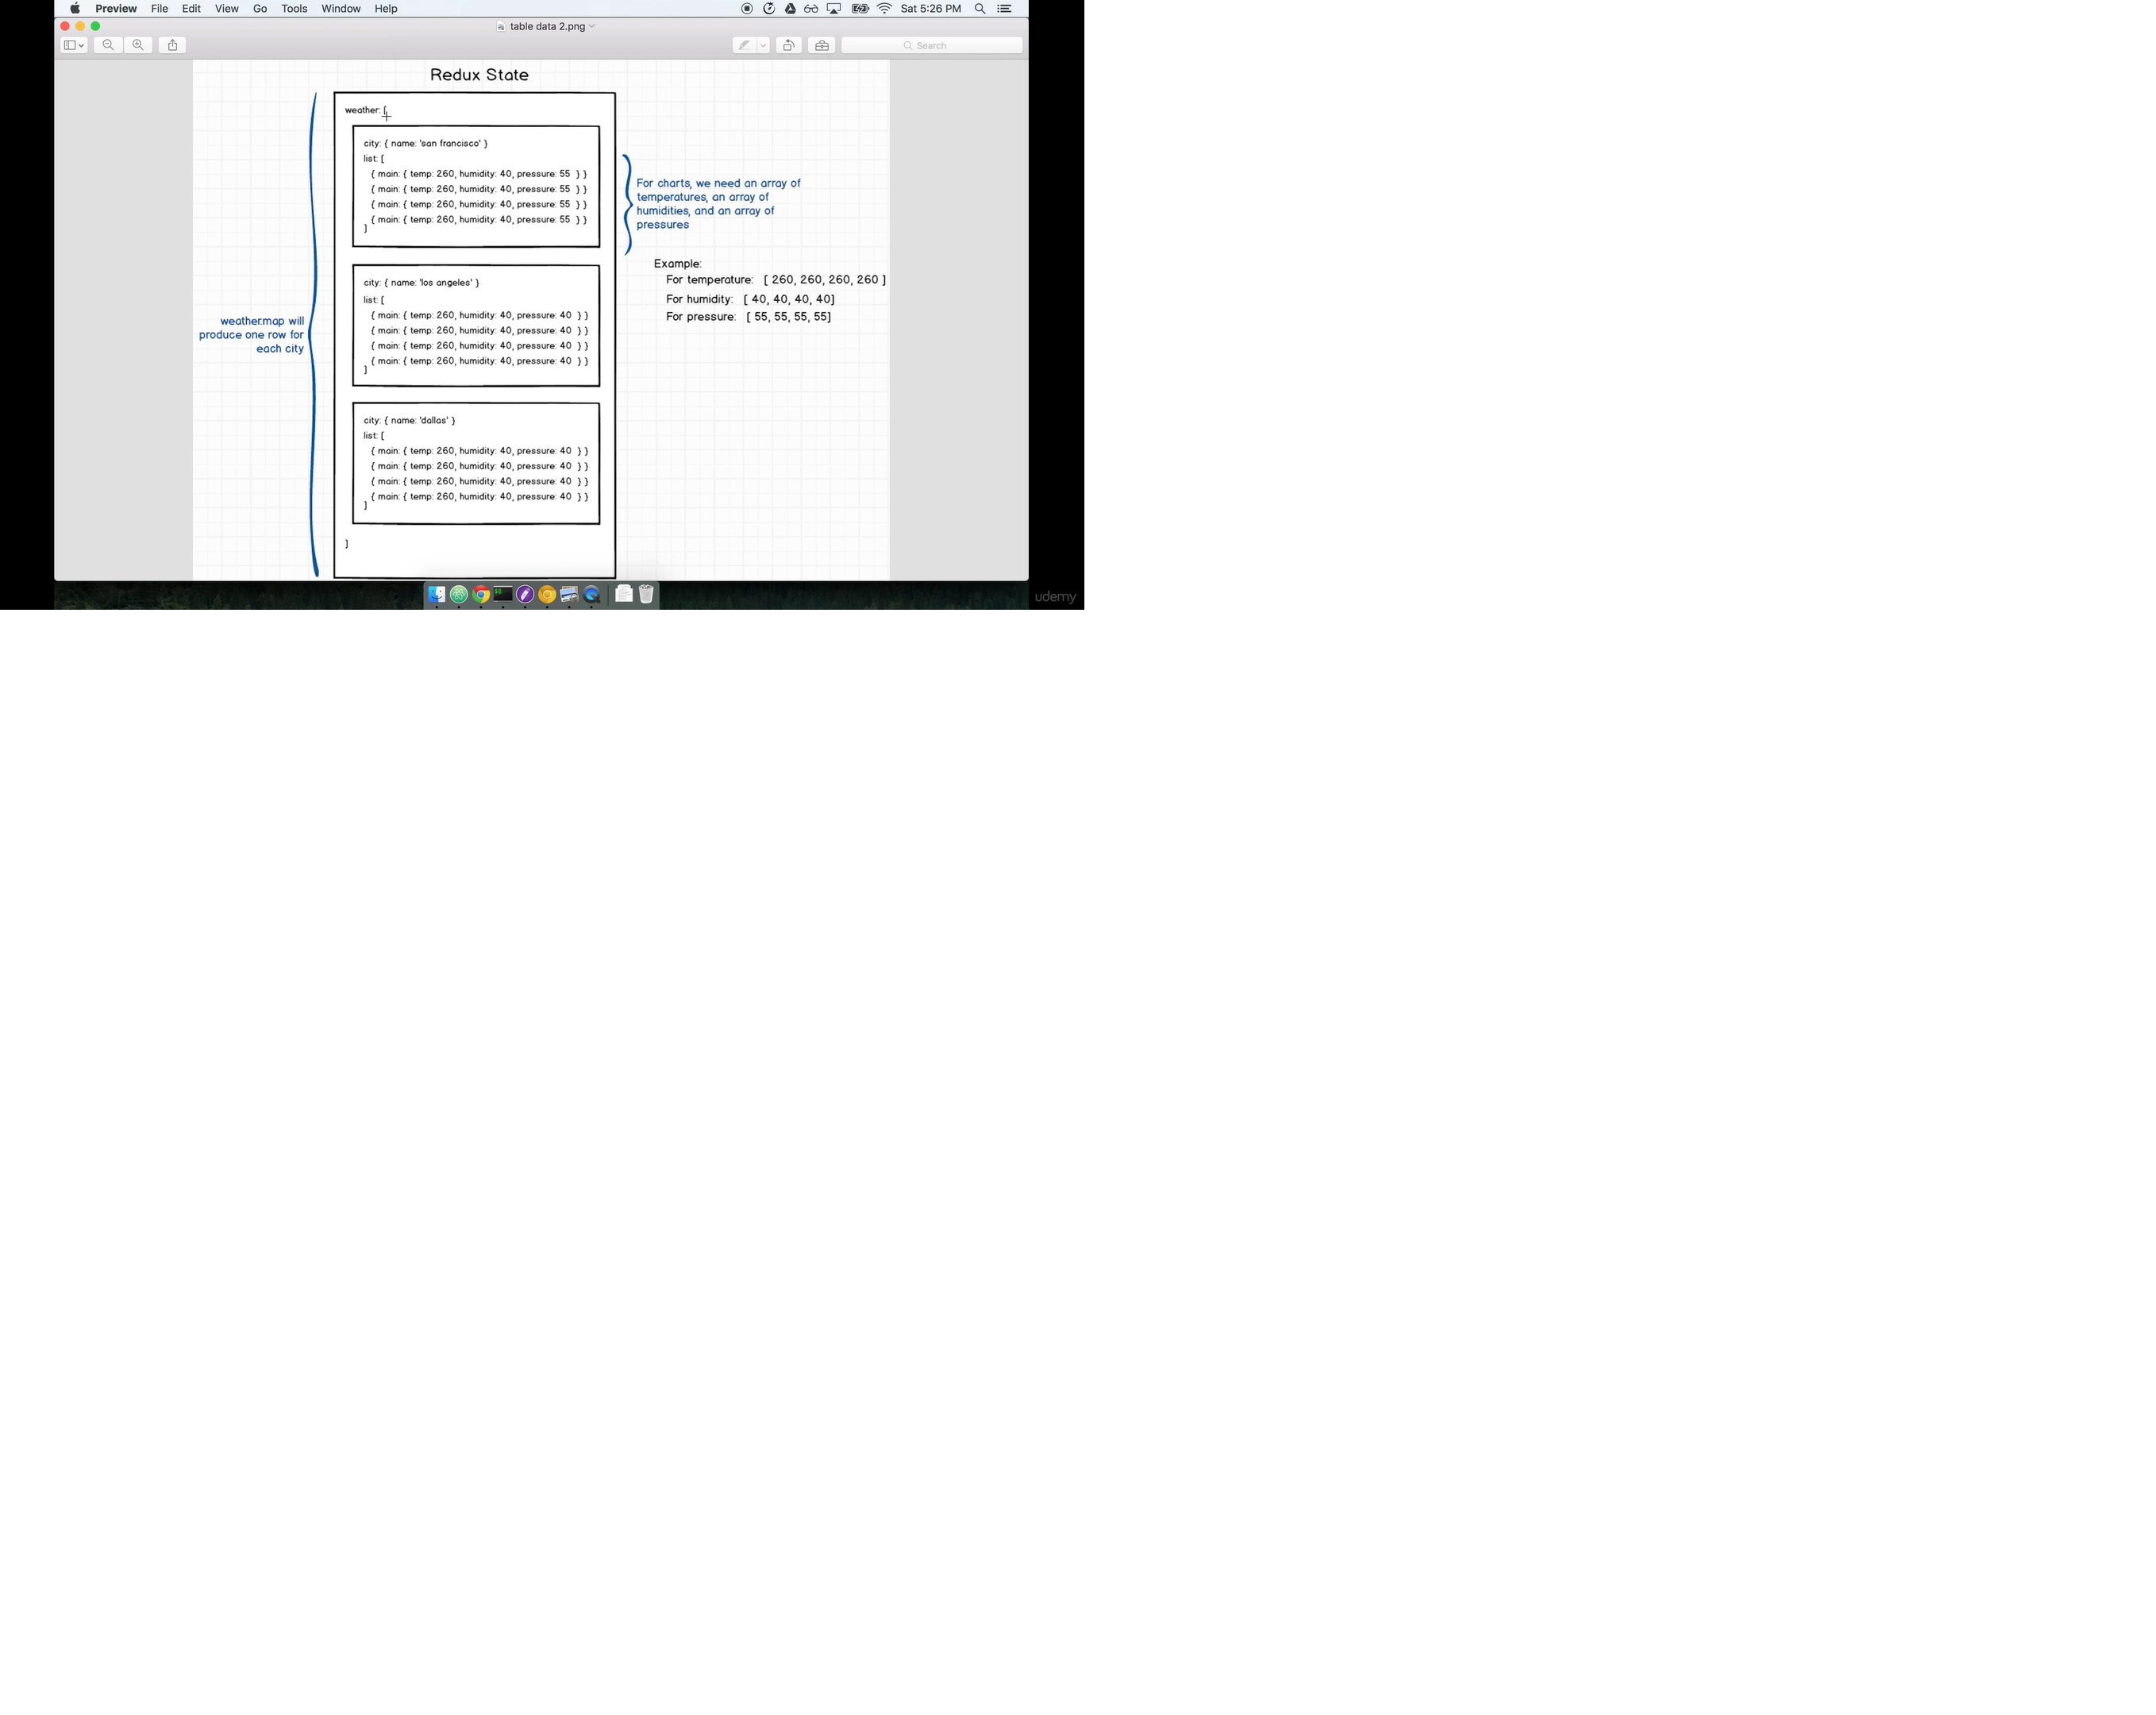 Preview File Edit View Go Tools Window Help Sat 5:26 PM
table data 2.png
Search
Redux State
weather: [
city: { name: 'san francisco' }
list: [
{ main: { temp: 260, humidity: 40, pressure: 55 } }
{ main: { temp: 260, humidity: 40, pressure: 55 } }
{ main: { temp: 260, humidity: 40, pressure: 55 } }
{ main: { temp: 260, humidity: 40, pressure: 55 } }
]
For charts, we need an array of
temperatures, an array of
humidities, and an array of
pressures
Example:
For temperature: [ 260, 260, 260, 260 ]
For humidity: [ 40, 40, 40, 40]
For pressure: [ 55, 55, 55, 55]
city: { name: 'los angeles' }
list: [
{ main: { temp: 260, humidity: 40, pressure: 40 } }
{ main: { temp: 260, humidity: 40, pressure: 40 } }
{ main: { temp: 260, humidity: 40, pressure: 40 } }
{ main: { temp: 260, humidity: 40, pressure: 40 } }
]
weather.map will
produce one row for
each city
city: { name: 'dallas' }
list: [
{ main: { temp: 260, humidity: 40, pressure: 40 } }
{ main: { temp: 260, humidity: 40, pressure: 40 } }
{ main: { temp: 260, humidity: 40, pressure: 40 } }
{ main: { temp: 260, humidity: 40, pressure: 40 } }
]
]
udemy